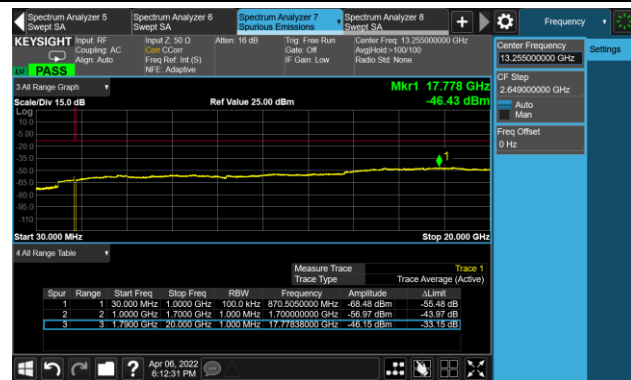 Spectrum Analyzer 5
Swept SA
Spectrum Analyzer 6
Swept SA
Spectrum Analyzer 7
Spurious Emissions
Spectrum Analyzer 8
Swept SA
+
Frequency
KEYSIGHT
Input: RF
Coupling: AC
Align: Auto
Input Z: 50 Ω
Corr CCorr
Freq Ref: Int (S)
NFE: Adaptive
Atten: 16 dB
Trig: Free Run
Gate: Off
IF Gain: Low
Center Freq: 13.255000000 GHz
Avg|Hold:>100/100
Radio Std: None
PASS
Center Frequency
13.255000000 GHz
Settings
CF Step
2.649000000 GHz
Auto
Man
Freq Offset
0 Hz
3 All Range Graph
Mkr1 17.778 GHz
Scale/Div 15.0 dB
Ref Value 25.00 dBm
-46.43 dBm
Log
10.0
-5.00
-20.0
-35.0
-50.0
-65.0
-80.0
-95.0
-110
1
Start 30.000 MHz
Stop 20.000 GHz
4 All Range Table
Measure Trace Trace 1
Trace Type Trace Average (Active)
Spur Range Start Freq Stop Freq RBW Frequency Amplitude ΔLimit
1 1 30.000 MHz 1.0000 GHz 100.0 kHz 870.5050000 MHz -68.48 dBm -55.48 dB
2 2 1.0000 GHz 1.7000 GHz 1.000 MHz 1.700000000 GHz -56.97 dBm -43.97 dB
3 3 1.7900 GHz 20.000 GHz 1.000 MHz 17.77838000 GHz -46.15 dBm -33.15 dB
?
Apr 06, 2022
6:12:31 PM